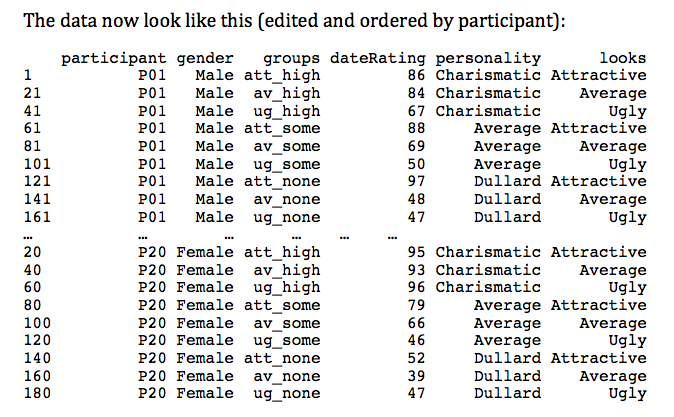 The data now look like this (edited and ordered by participant):
participant gender groups dateRating personality looks
1 P01 Male att_high 86 Charismatic Attractive
21 P01 Male av_high 84 Charismatic Average
41 P01 Male ug_high 67 Charismatic Ugly
61 P01 Male att_some 88 Average Attractive
81 P01 Male av_some 69 Average Average
101 P01 Male ug_some 50 Average Ugly
121 P01 Male att_none 97 Dullard Attractive
141 P01 Male av_none 48 Dullard Average
161 P01 Male ug_none 47 Dullard Ugly
… … … … … …
20 P20 Female att_high 95 Charismatic Attractive
40 P20 Female av_high 93 Charismatic Average
60 P20 Female ug_high 96 Charismatic Ugly
80 P20 Female att_some 79 Average Attractive
100 P20 Female av_some 66 Average Average
120 P20 Female ug_some 46 Average Ugly
140 P20 Female att_none 52 Dullard Attractive
160 P20 Female av_none 39 Dullard Average
180 P20 Female ug_none 47 Dullard Ugly